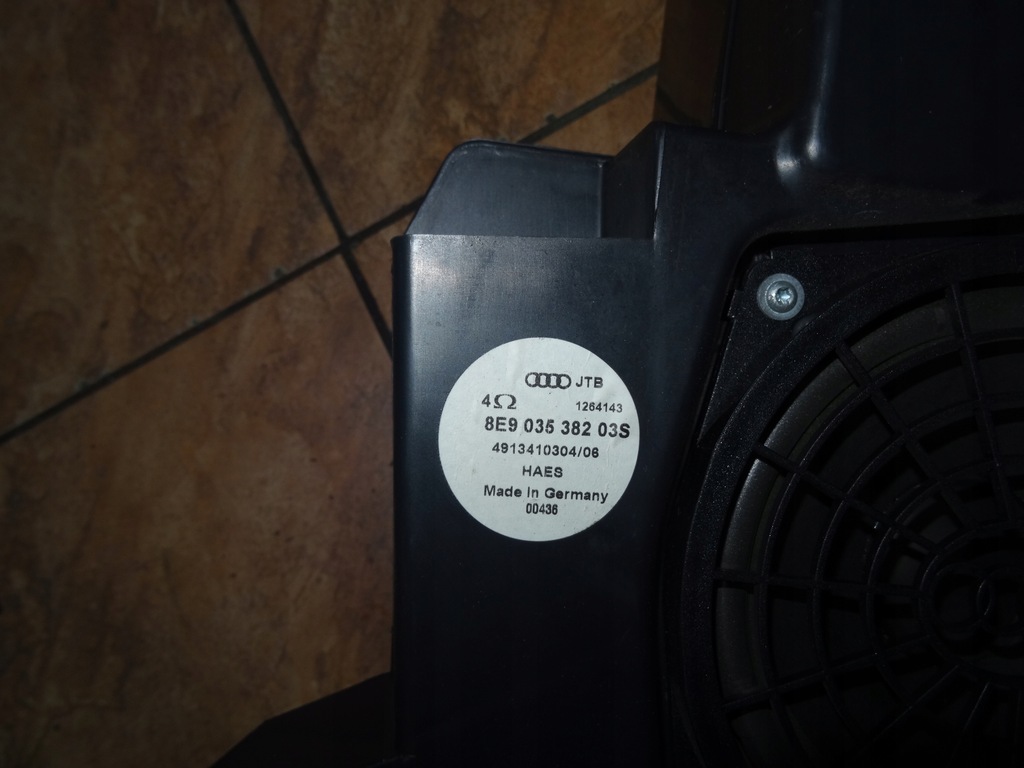 JTB
4Ω 1264143
8E9 035 382 03S
4913410304/06
HAES
Made in Germany
00436